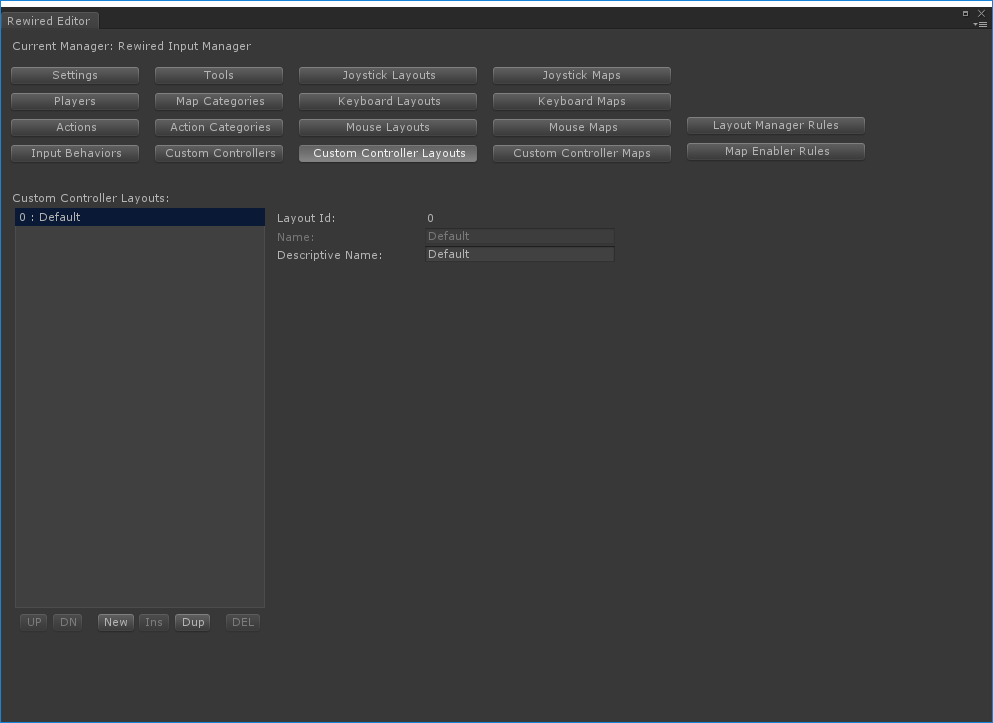 Rewired Editor
Current Manager: Rewired Input Manager
Settings Tools Joystick Layouts Joystick Maps
Players Map Categories Keyboard Layouts Keyboard Maps
Actions Action Categories Mouse Layouts Mouse Maps Layout Manager Rules
Input Behaviors Custom Controllers Custom Controller Layouts Custom Controller Maps Map Enabler Rules
Custom Controller Layouts:
0 : Default Layout Id: 0
Name: Default
Descriptive Name: Default
UP DN New Ins Dup DEL